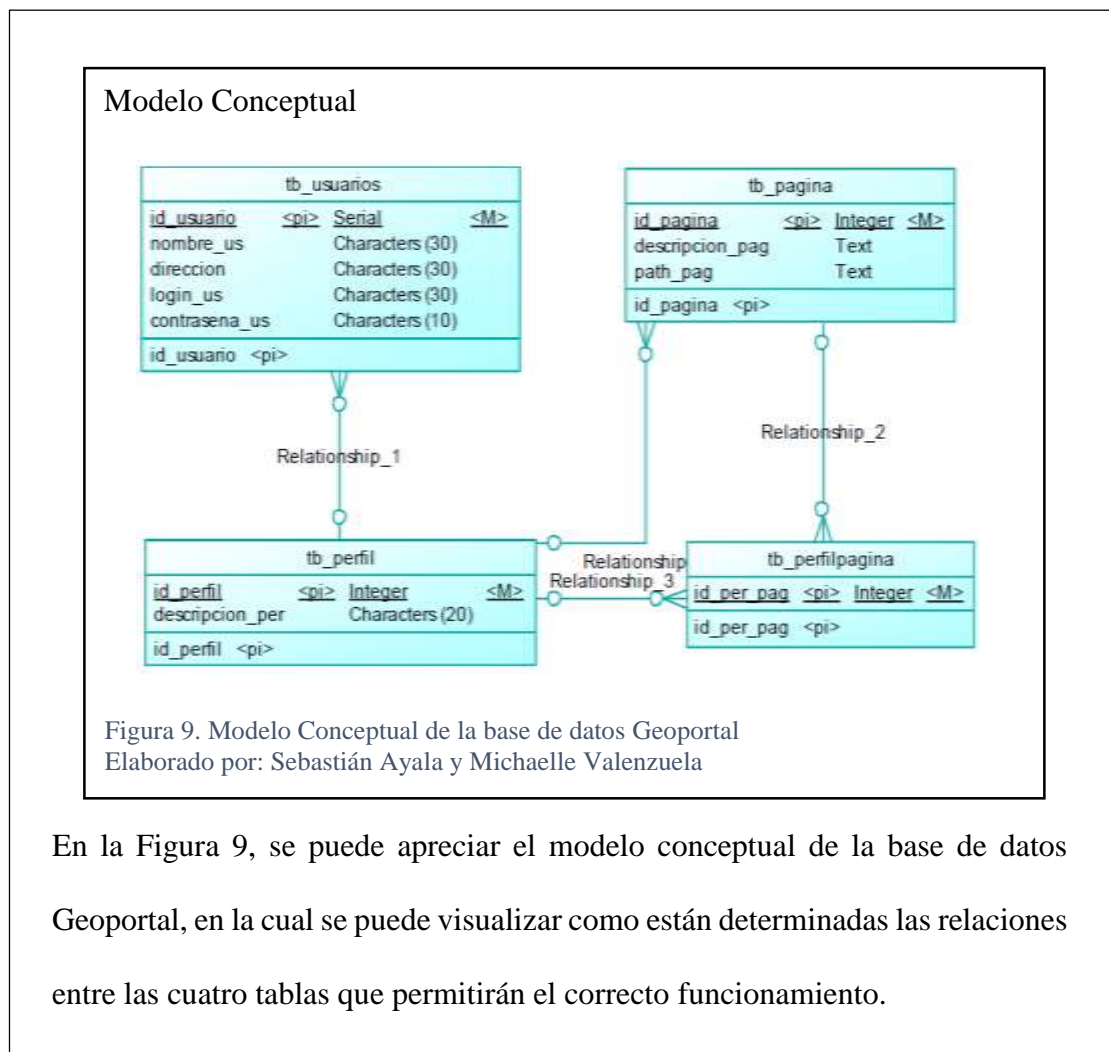 Modelo Conceptual
tb_usuarios
id_usuario <pi> Serial <M>
nombre_us Characters (30)
direccion Characters (30)
login_us Characters (30)
contrasena_us Characters (10)
id_usuario <pi>
tb_pagina
id_pagina <pi> Integer <M>
descripcion_pag Text
path_pag Text
id_pagina <pi>
Relationship_1
Relationship_2
tb_perfil
id_perfil <pi> Integer <M>
descripcion_per Characters (20)
id_perfil <pi>
Relationship
Relationship_3
tb_perfilpagina
id_per_pag <pi> Integer <M>
id_per_pag <pi>
Figura 9. Modelo Conceptual de la base de datos Geoportal
Elaborado por: Sebastián Ayala y Michaelle Valenzuela
En la Figura 9, se puede apreciar el modelo conceptual de la base de datos
Geoportal, en la cual se puede visualizar como están determinadas las relaciones
entre las cuatro tablas que permitirán el correcto funcionamiento.